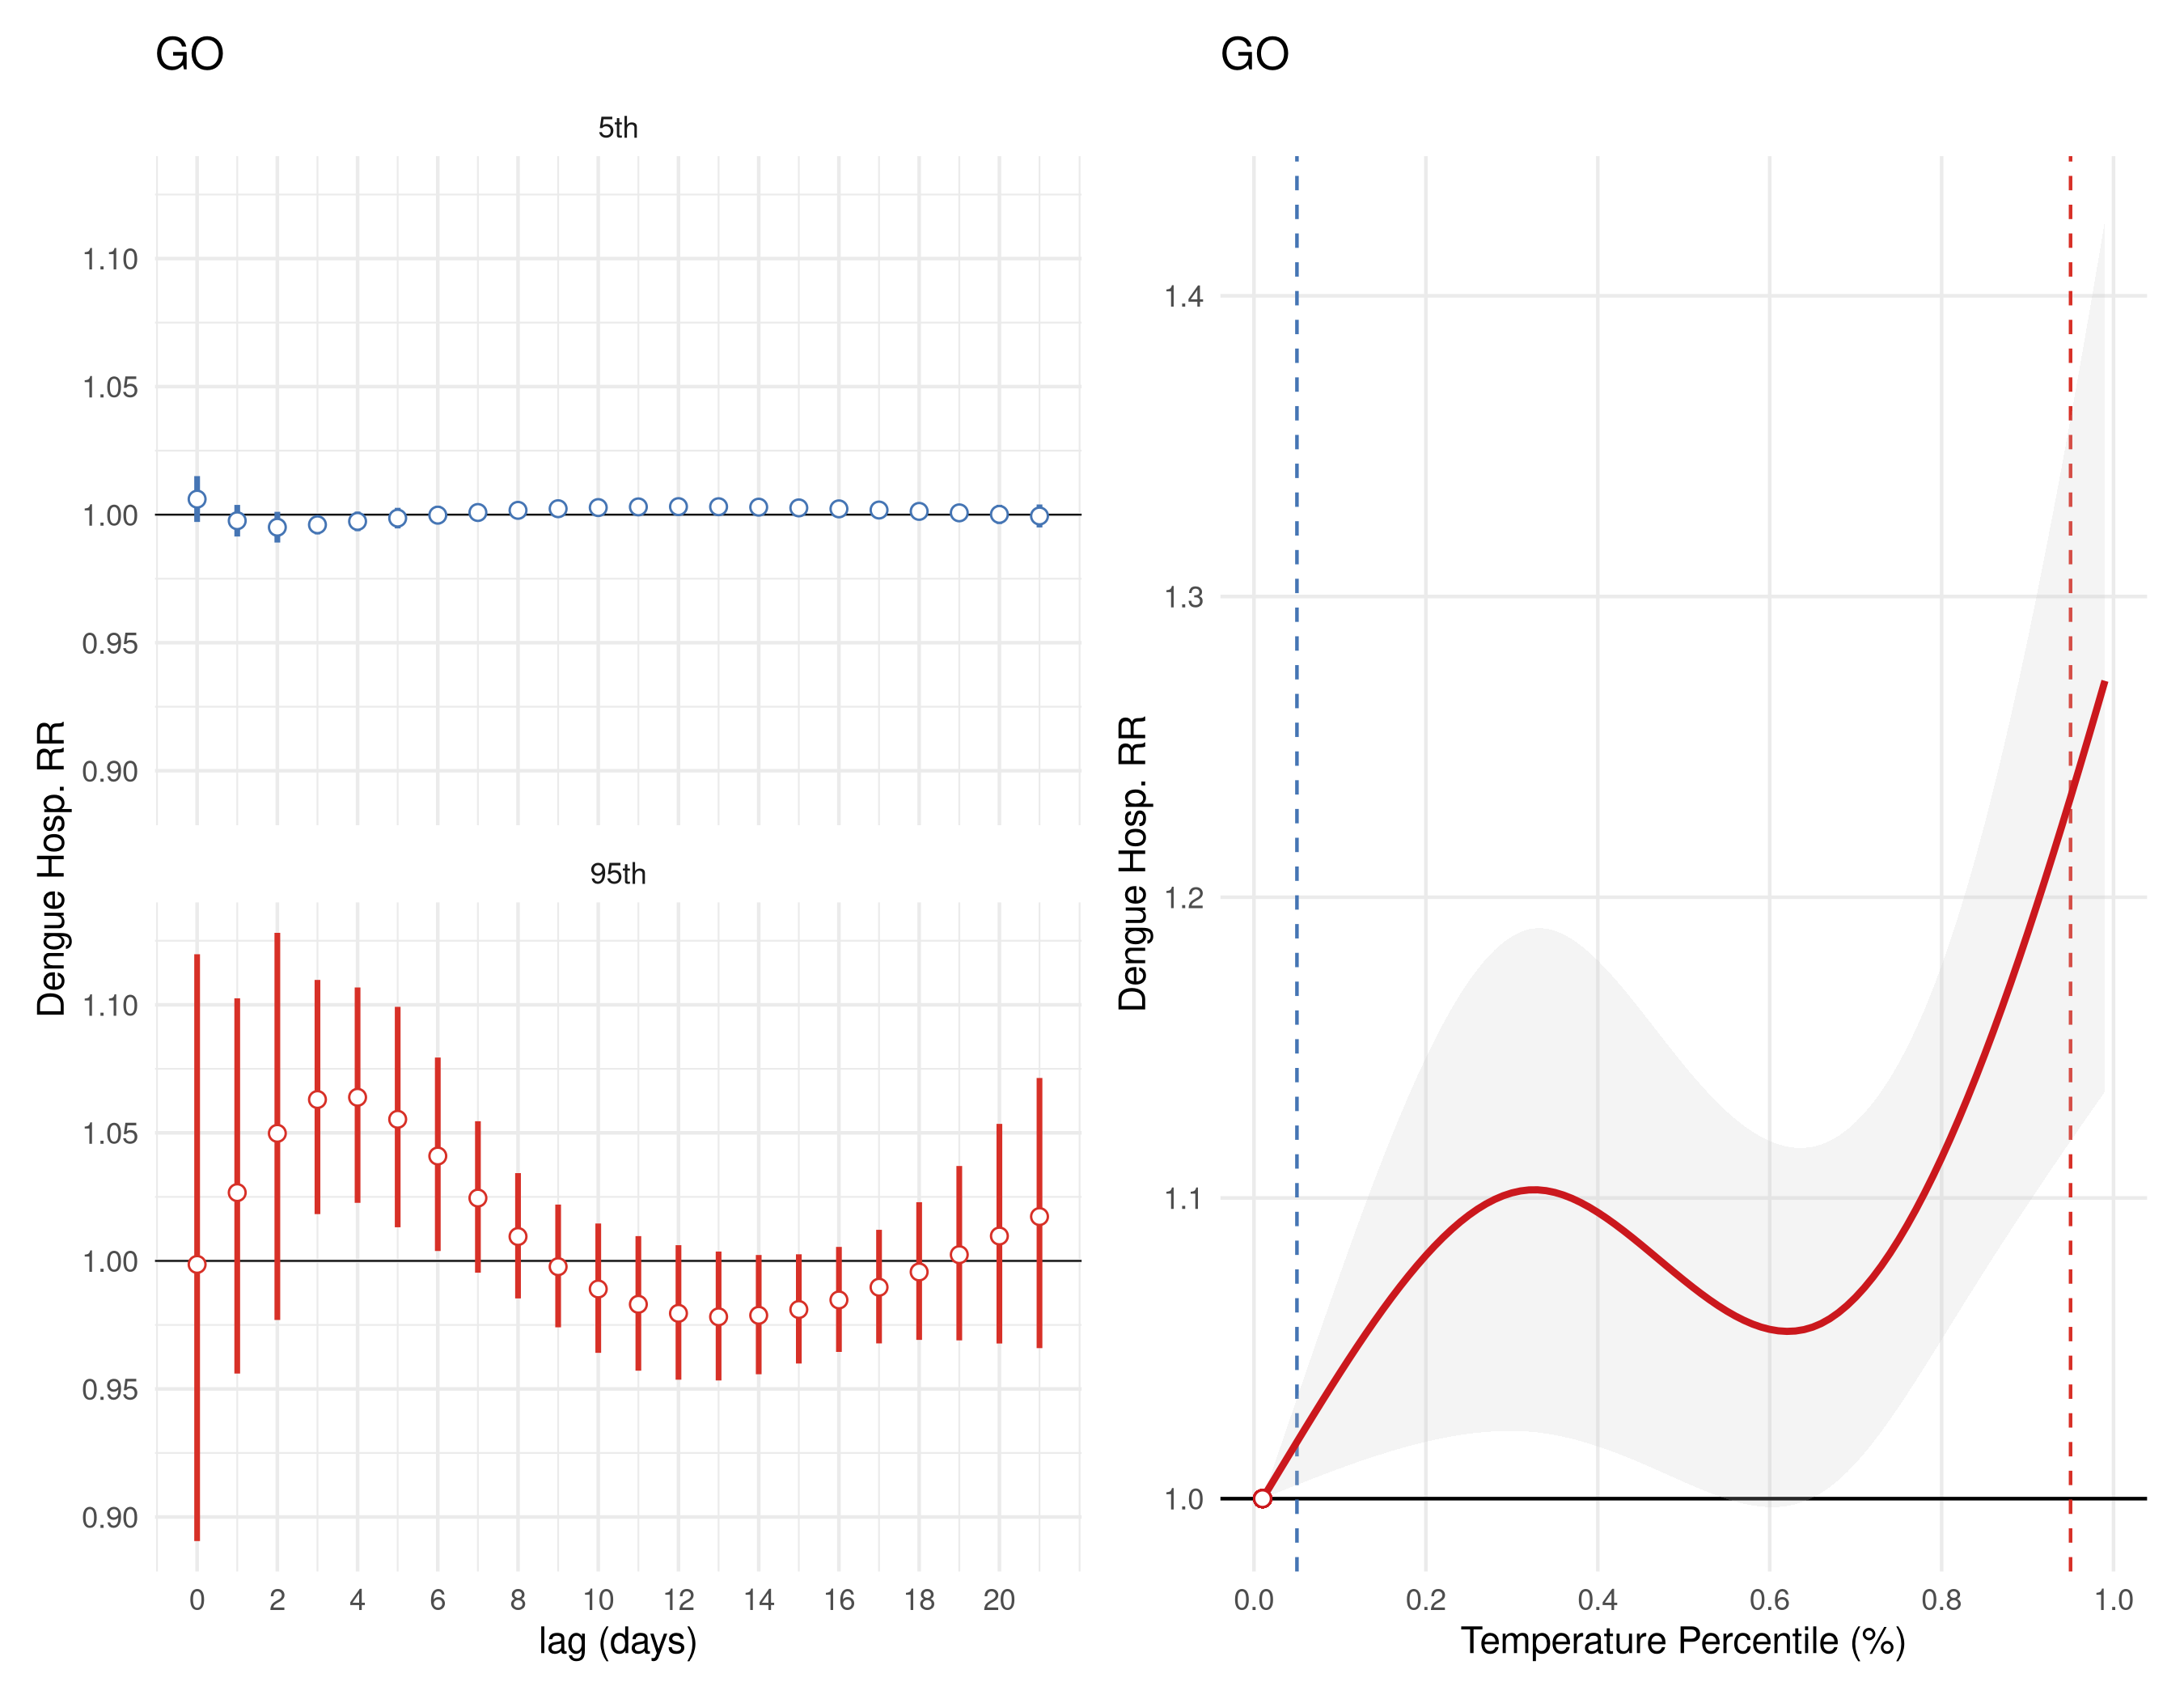 GO
5th
1.10
1.05
1.00
0.95
0.90
95th
1.10
1.05
1.00
0.95
0.90
Dengue Hosp. RR
0 2 4 6 8 10 12 14 16 18 20
lag (days)
GO
1.4
1.3
1.2
1.1
1.0
Dengue Hosp. RR
0.0 0.2 0.4 0.6 0.8 1.0
Temperature Percentile (%)